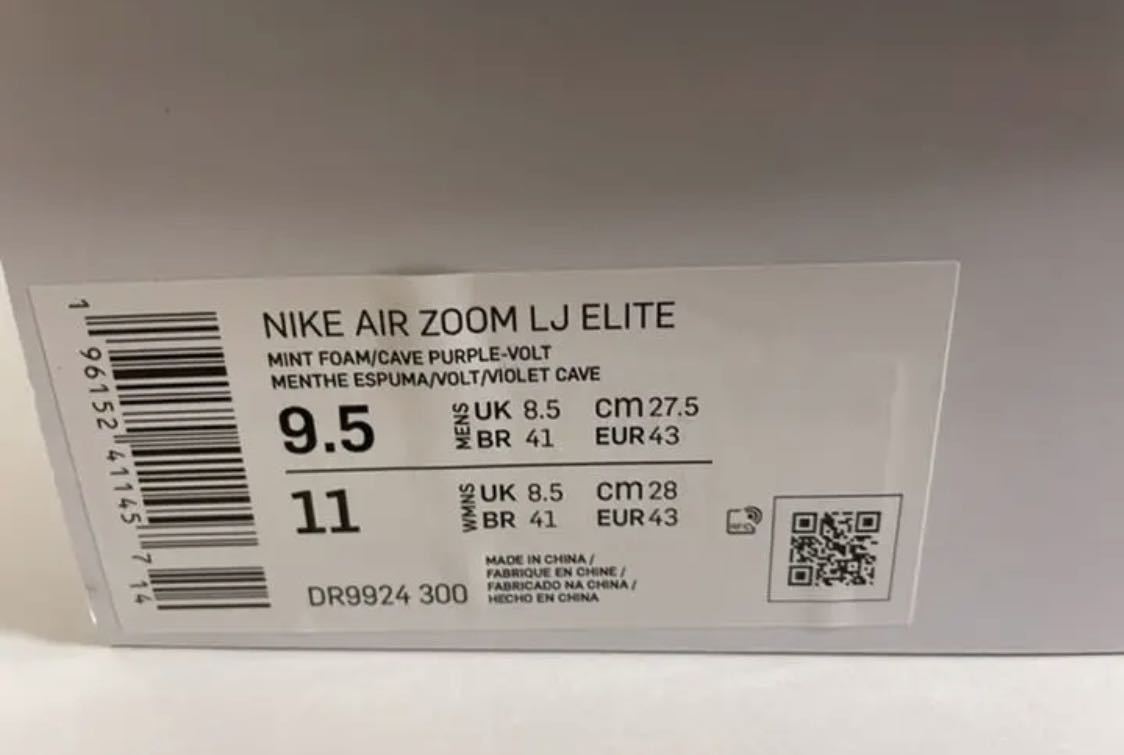 1 96152 41145 7 14
NIKE AIR ZOOM LJ ELITE
MINT FOAM/CAVE PURPLE-VOLT
MENTHE ESPUMA/VOLT/VIOLET CAVE
9.5 MENS UK 8.5 cm 27.5
BR 41 EUR 43
11 WMNS UK 8.5 cm 28
BR 41 EUR 43
MADE IN CHINA /
FABRIQUE EN CHINE /
FABRICADO NA CHINA /
HECHO EN CHINA
DR9924 300